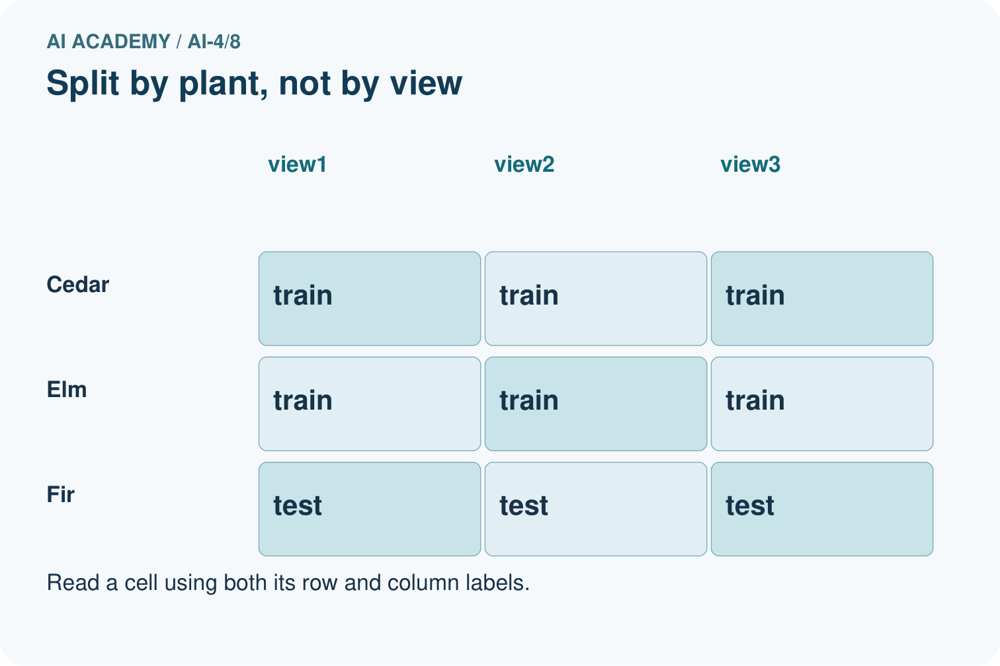 AI ACADEMY / AI-4/8
Split by plant, not by view
view1 view2 view3
Cedar train train train
Elm train train train
Fir test test test
Read a cell using both its row and column labels.